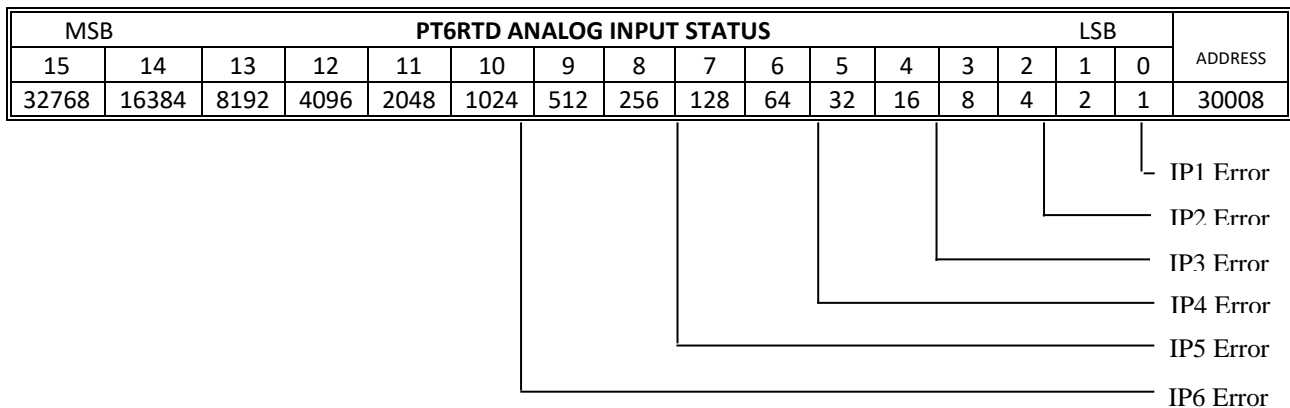 MSB PT6RTD ANALOG INPUT STATUS LSB ADDRESS
15 14 13 12 11 10 9 8 7 6 5 4 3 2 1 0
32768 16384 8192 4096 2048 1024 512 256 128 64 32 16 8 4 2 1 30008
IP1 Error
IP2 Error
IP3 Error
IP4 Error
IP5 Error
IP6 Error